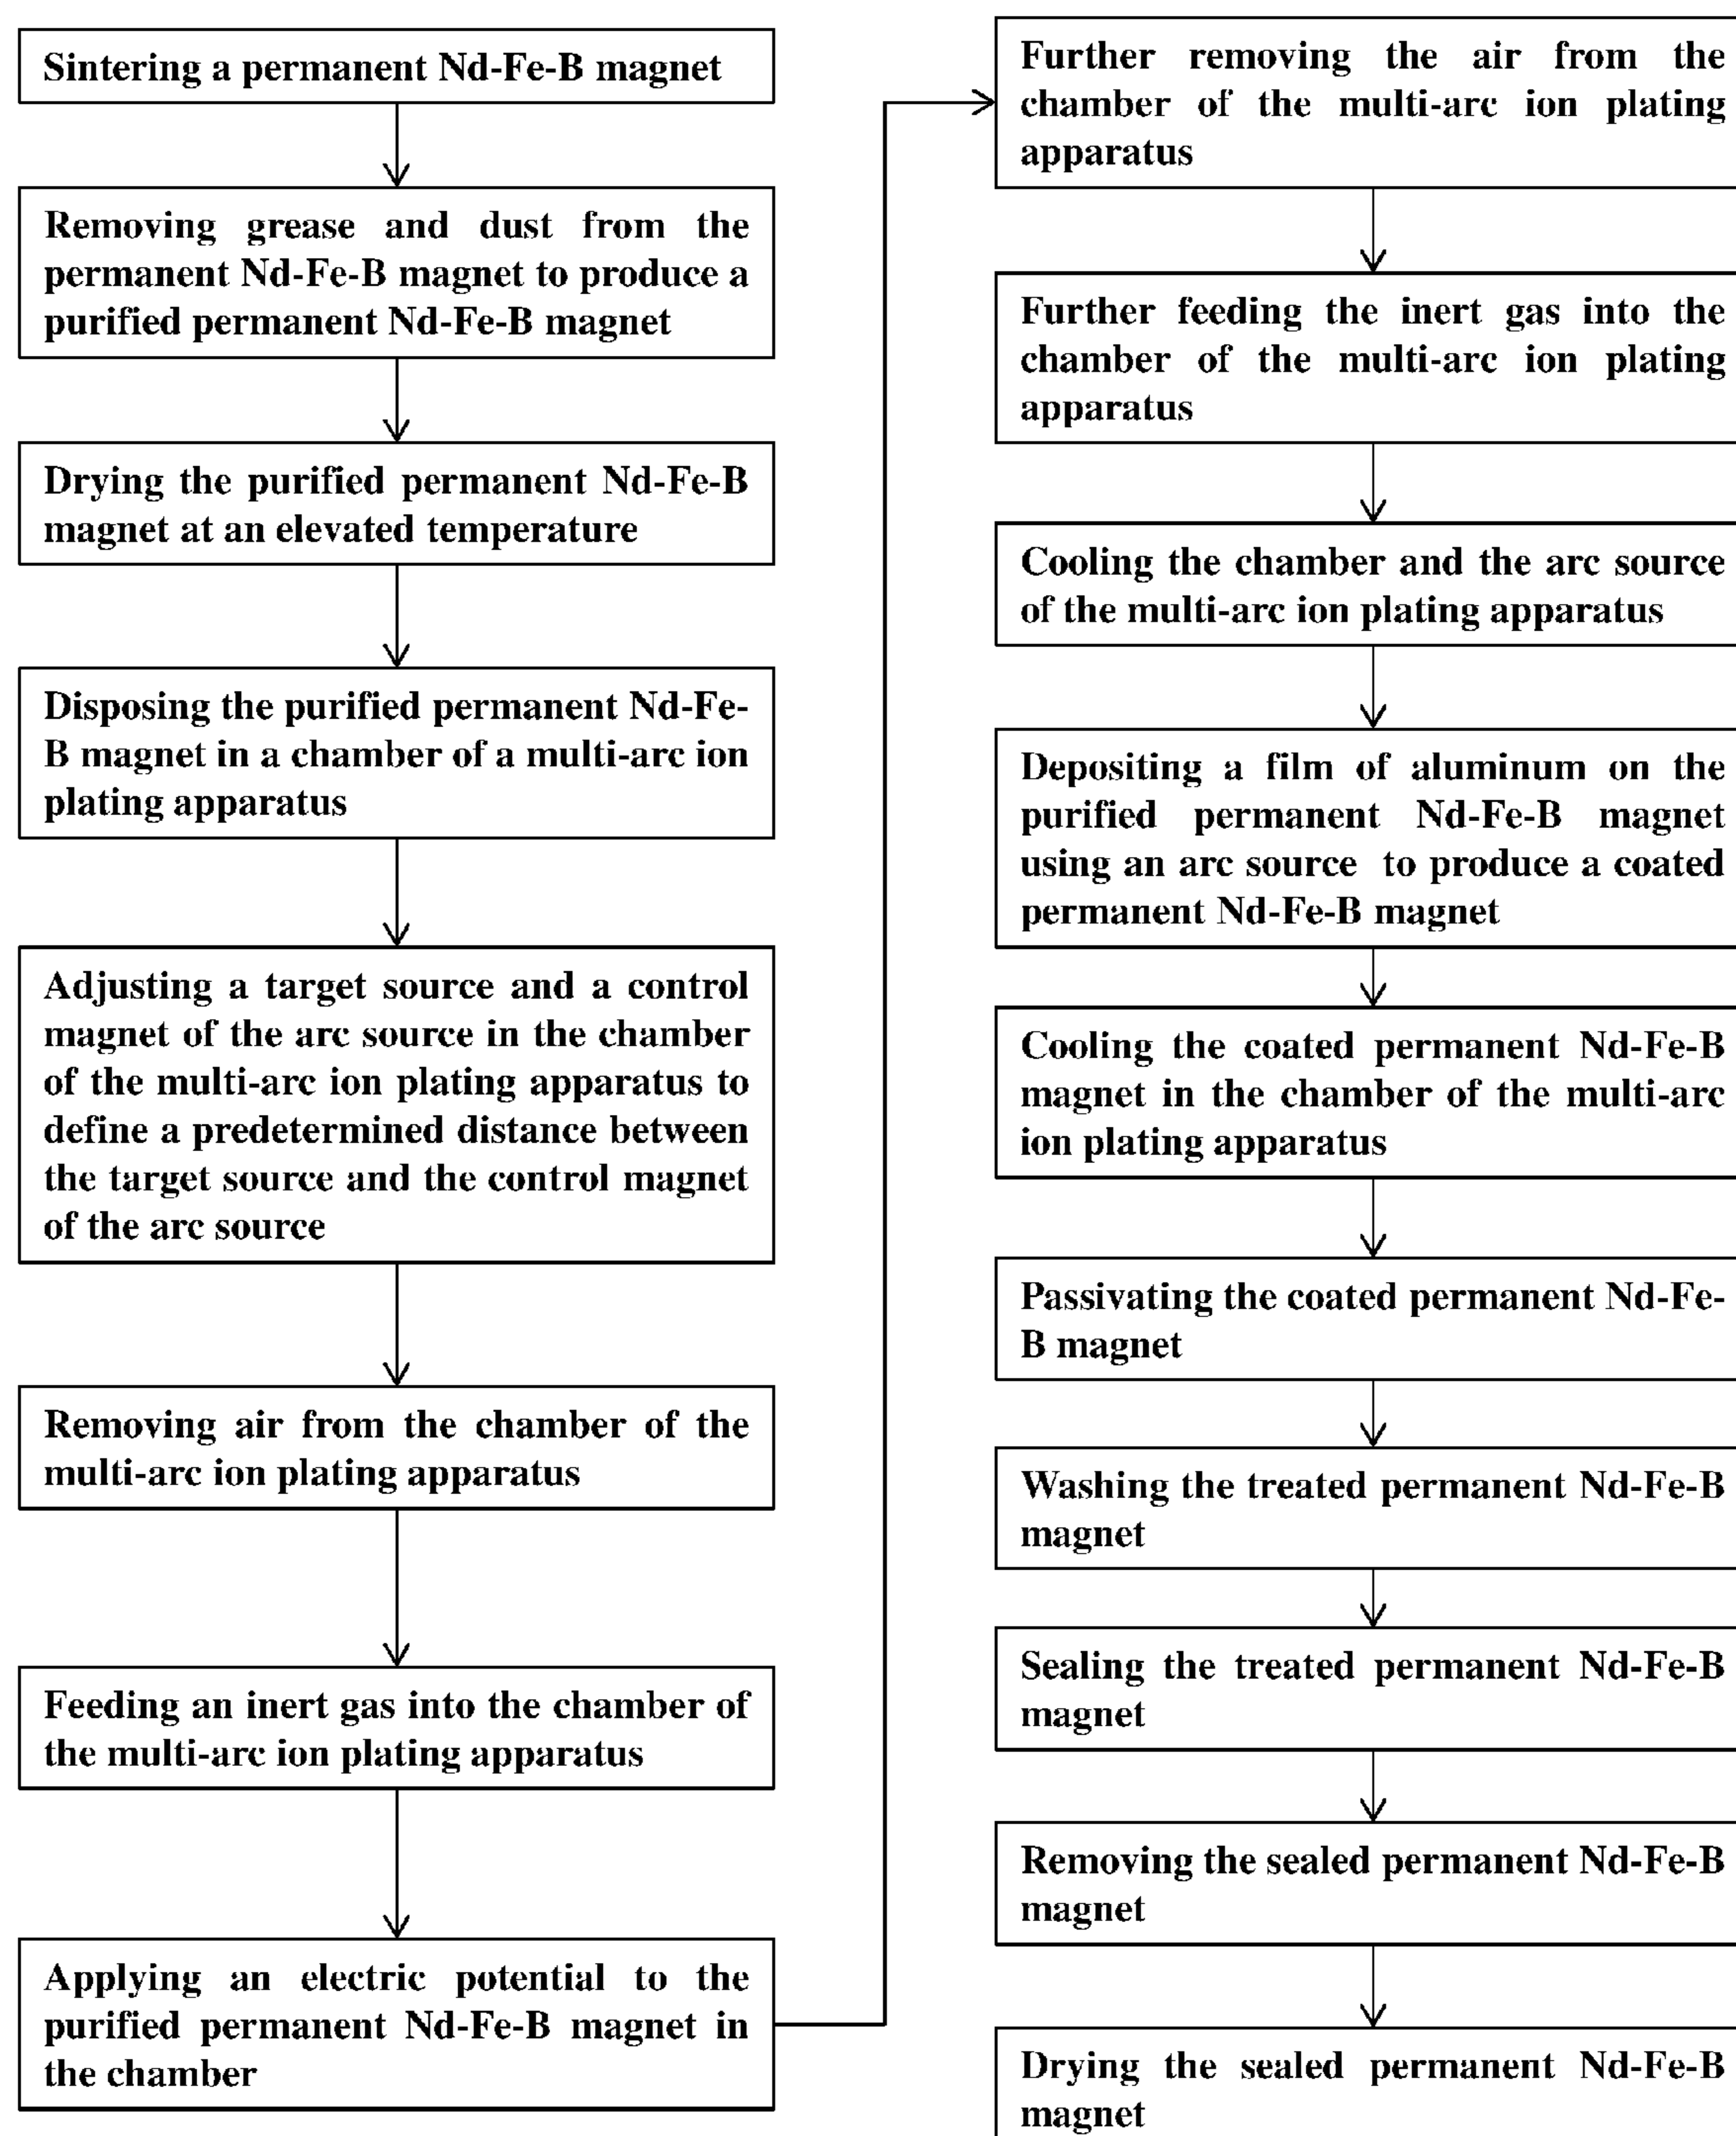 Sintering a permanent Nd-Fe-B magnet
Removing grease and dust from the
permanent Nd-Fe-B magnet to produce a
purified permanent Nd-Fe-B magnet
Drying the purified permanent Nd-Fe-B
magnet at an elevated temperature
Disposing the purified permanent Nd-Fe-
B magnet in a chamber of a multi-arc ion
plating apparatus
Adjusting a target source and a control
magnet of the arc source in the chamber
of the multi-arc ion plating apparatus to
define a predetermined distance between
the target source and the control magnet
of the arc source
Removing air from the chamber of the
multi-arc ion plating apparatus
Feeding an inert gas into the chamber of
the multi-arc ion plating apparatus
Applying an electric potential to the
purified permanent Nd-Fe-B magnet in
the chamber
Further removing the air from the
chamber of the multi-arc ion plating
apparatus
Further feeding the inert gas into the
chamber of the multi-arc ion plating
apparatus
Cooling the chamber and the arc source
of the multi-arc ion plating apparatus
Depositing a film of aluminum on the
purified permanent Nd-Fe-B magnet
using an arc source to produce a coated
permanent Nd-Fe-B magnet
Cooling the coated permanent Nd-Fe-B
magnet in the chamber of the multi-arc
ion plating apparatus
Passivating the coated permanent Nd-Fe-
B magnet
Washing the treated permanent Nd-Fe-B
magnet
Sealing the treated permanent Nd-Fe-B
magnet
Removing the sealed permanent Nd-Fe-B
magnet
Drying the sealed permanent Nd-Fe-B
magnet